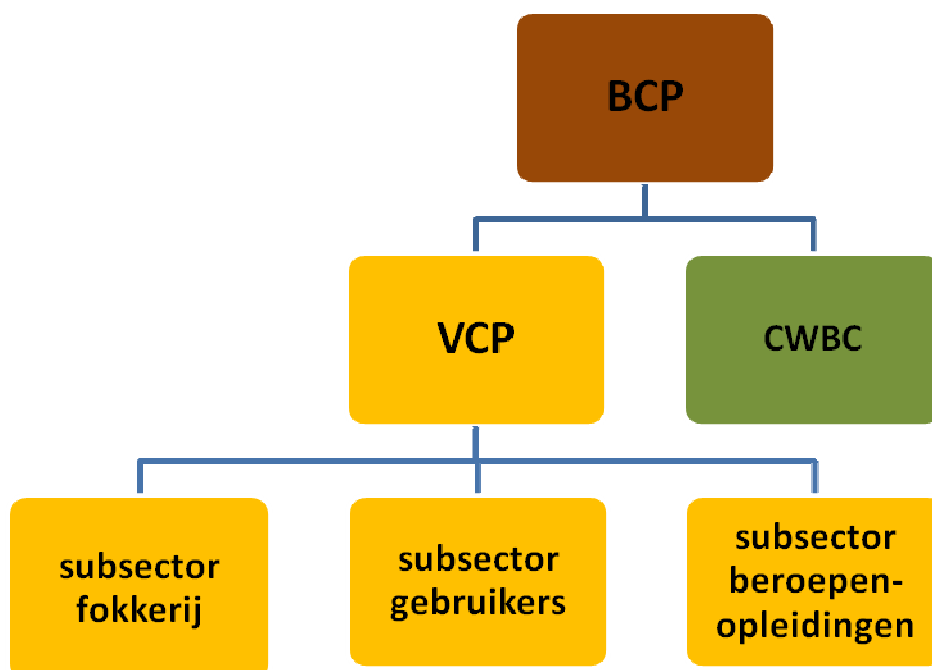 BCP
VCP
CWBC
subsector
fokkerij
subsector
gebruikers
subsector
beroepen-
opleidingen